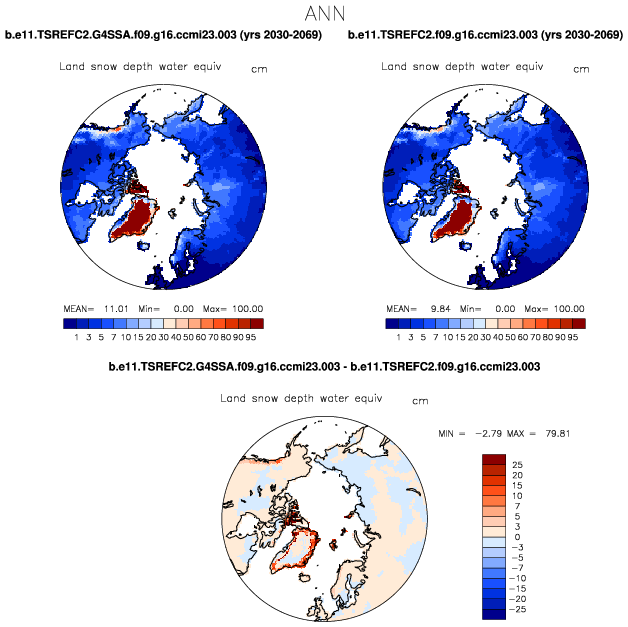 ANN
b.e11.TSREFC2.G4SSA.f09.g16.ccmi23.003 (yrs 2030-2069)
b.e11.TSREFC2.f09.g16.ccmi23.003 (yrs 2030-2069)
Land snow depth water equiv cm
Land snow depth water equiv cm
MEAN= 11.01 Min= 0.00 Max= 100.00
MEAN= 9.84 Min= 0.00 Max= 100.00
1 3 5 7 10 15 20 30 40 50 60 70 80 90 95
1 3 5 7 10 15 20 30 40 50 60 70 80 90 95
b.e11.TSREFC2.G4SSA.f09.g16.ccmi23.003 - b.e11.TSREFC2.f09.g16.ccmi23.003
Land snow depth water equiv cm
MIN = -2.79 MAX = 79.81
25
20
15
10
7
5
3
0
-3
-5
-7
-10
-15
-20
-25